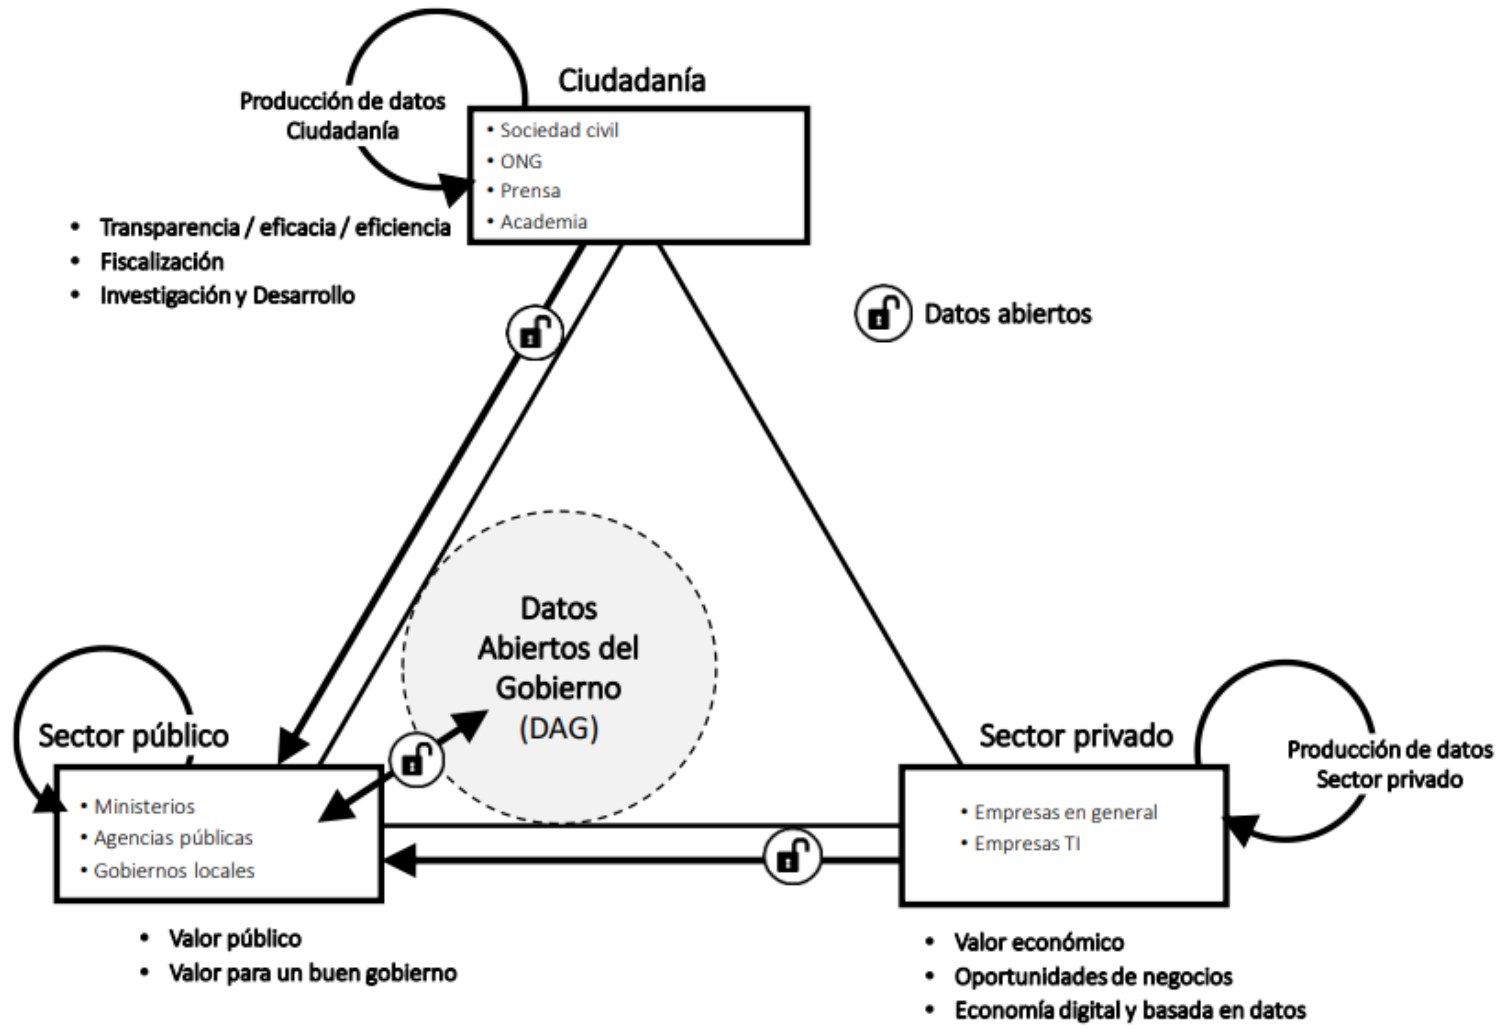 Ciudadanía
Producción de datos
Ciudadanía
• Sociedad civil
• ONG
• Prensa
• Academia
• Transparencia / eficacia / eficiencia
• Fiscalización
• Investigación y Desarrollo
Datos abiertos
Datos
Abiertos del
Gobierno
(DAG)
Sector público
• Ministerios
• Agencias públicas
• Gobiernos locales
• Valor público
• Valor para un buen gobierno
Sector privado
Producción de datos
Sector privado
• Empresas en general
• Empresas TI
• Valor económico
• Oportunidades de negocios
• Economía digital y basada en datos